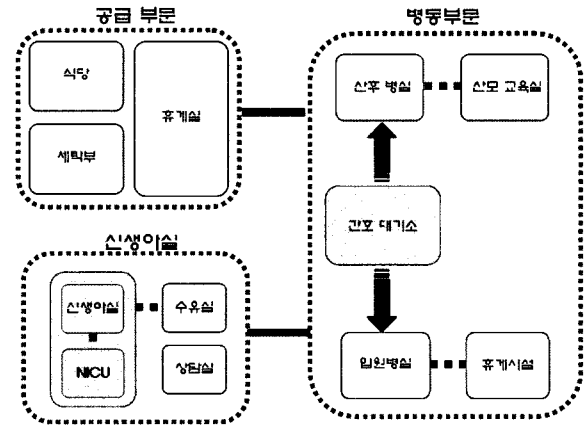 공급 부문
식당
세탁부
휴게실
병동부문
산후 병실
산모 교육실
간호 대기소
입원병실
휴게시설
신생아실
신생아실
수유실
NICU
상담실